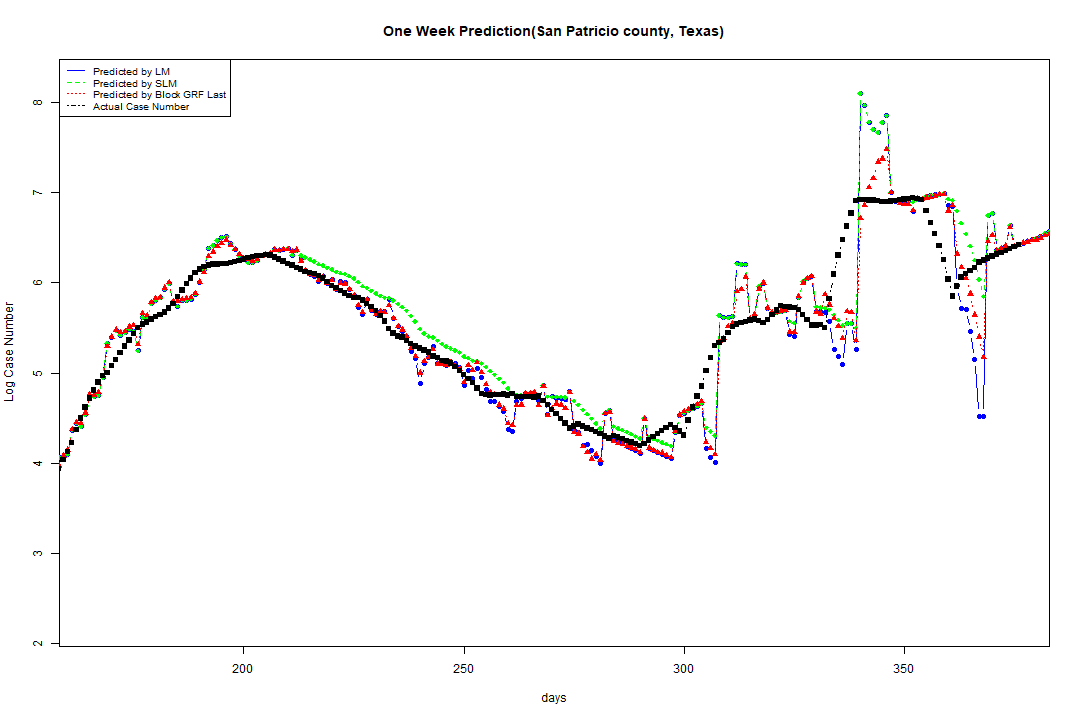 One Week Prediction(San Patricio county, Texas)
Predicted by LM
Predicted by SLM
Predicted by Block GRF Last
Actual Case Number
8
7
6
5
4
3
2
Log Case Number
200 250 300 350
days